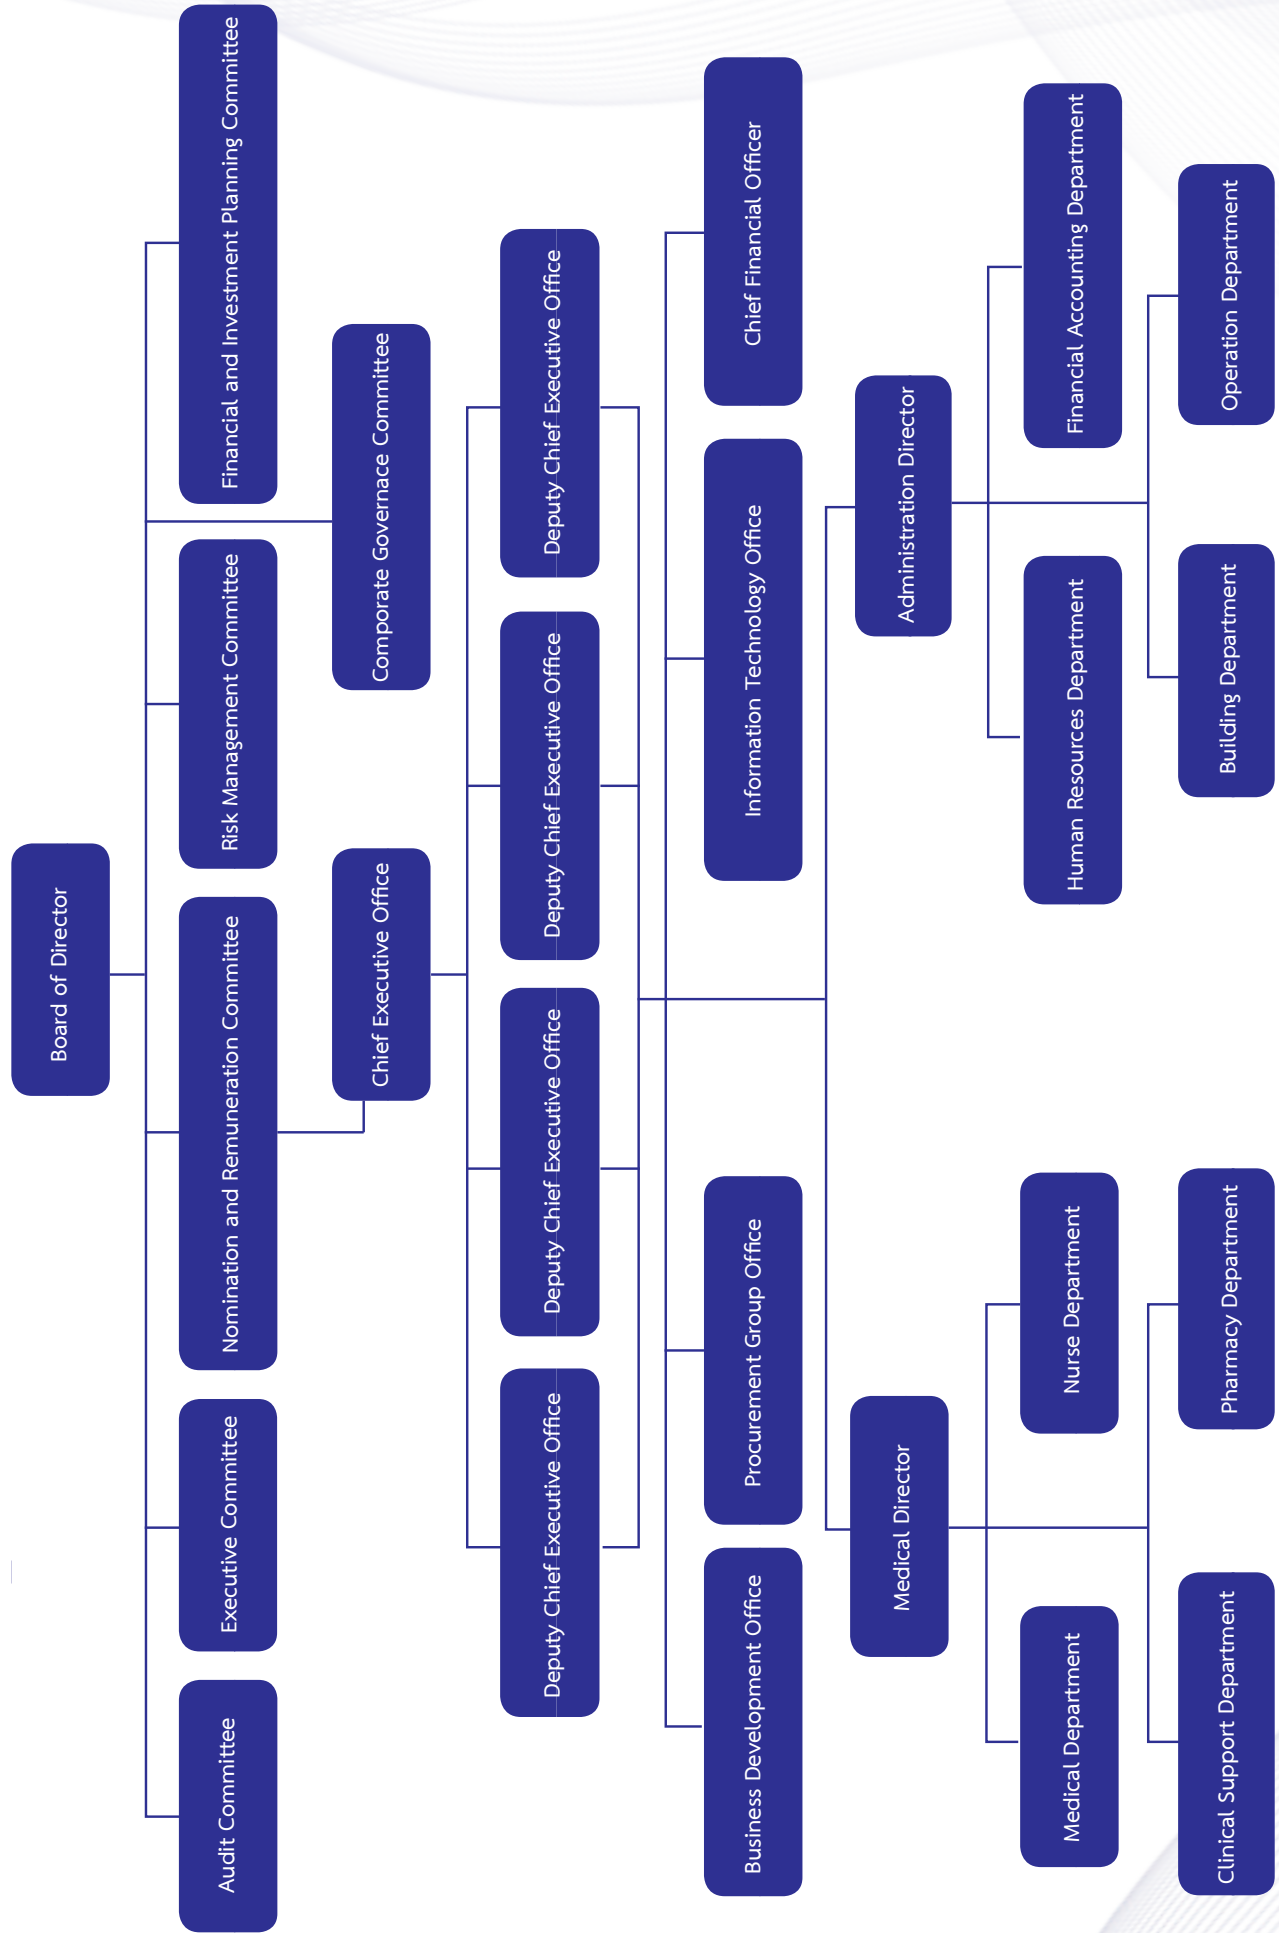 Board of Director
Audit Committee
Executive Committee
Nomination and Remuneration Committee
Risk Management Committee
Financial and Investment Planning Committee
Chief Executive Office
Comporate Governace Committee
Deputy Chief Executive Office
Deputy Chief Executive Office
Deputy Chief Executive Office
Deputy Chief Executive Office
Business Development Office
Procurement Group Office
Information Technology Office
Chief Financial Officer
Medical Director
Administration Director
Medical Department
Nurse Department
Human Resources Department
Financial Accounting Department
Clinical Support Department
Pharmacy Department
Building Department
Operation Department